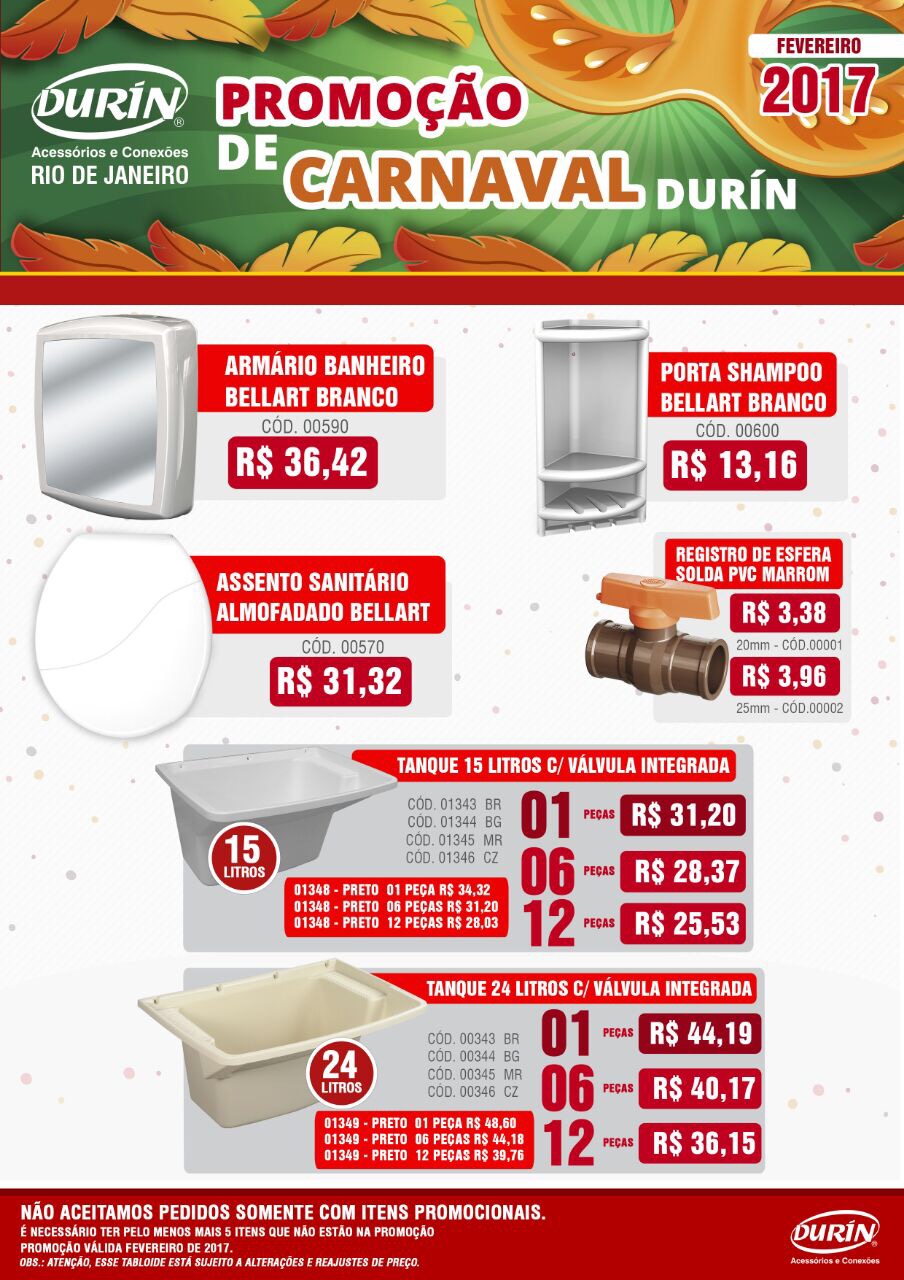 DURÍN®
Acessórios e Conexões
RIO DE JANEIRO
PROMOÇÃO
DE
CARNAVAL DURÍN
FEVEREIRO
2017
ARMÁRIO BANHEIRO
BELLART BRANCO
CÓD. 00590
R$ 36,42
PORTA SHAMPOO
BELLART BRANCO
CÓD. 00600
R$ 13,16
ASSENTO SANITÁRIO
ALMOFADADO BELLART
CÓD. 00570
R$ 31,32
REGISTRO DE ESFERA
SOLDA PVC MARROM
R$ 3,38
20mm - CÓD.00001
R$ 3,96
25mm - CÓD.00002
TANQUE 15 LITROS C/ VÁLVULA INTEGRADA
15
LITROS
CÓD. 01343 BR
CÓD. 01344 BG
CÓD. 01345 MR
CÓD. 01346 CZ
01 PEÇAS R$ 31,20
06 PEÇAS R$ 28,37
12 PEÇAS R$ 25,53
01348 - PRETO 01 PEÇA R$ 34,32
01348 - PRETO 06 PEÇAS R$ 31,20
01348 - PRETO 12 PEÇAS R$ 28,03
TANQUE 24 LITROS C/ VÁLVULA INTEGRADA
24
LITROS
CÓD. 00343 BR
CÓD. 00344 BG
CÓD. 00345 MR
CÓD. 00346 CZ
01 PEÇAS R$ 44,19
06 PEÇAS R$ 40,17
12 PEÇAS R$ 36,15
01349 - PRETO 01 PEÇA R$ 48,60
01349 - PRETO 06 PEÇAS R$ 44,18
01349 - PRETO 12 PEÇAS R$ 39,76
NÃO ACEITAMOS PEDIDOS SOMENTE COM ITENS PROMOCIONAIS.
É NECESSÁRIO TER PELO MENOS MAIS 5 ITENS QUE NÃO ESTÃO NA PROMOÇÃO
PROMOÇÃO VÁLIDA FEVEREIRO DE 2017.
OBS.: ATENÇÃO, ESSE TABLOIDE ESTÁ SUJEITO A ALTERAÇÕES E REAJUSTES DE PREÇO.
DURÍN®
Acessórios e Conexões